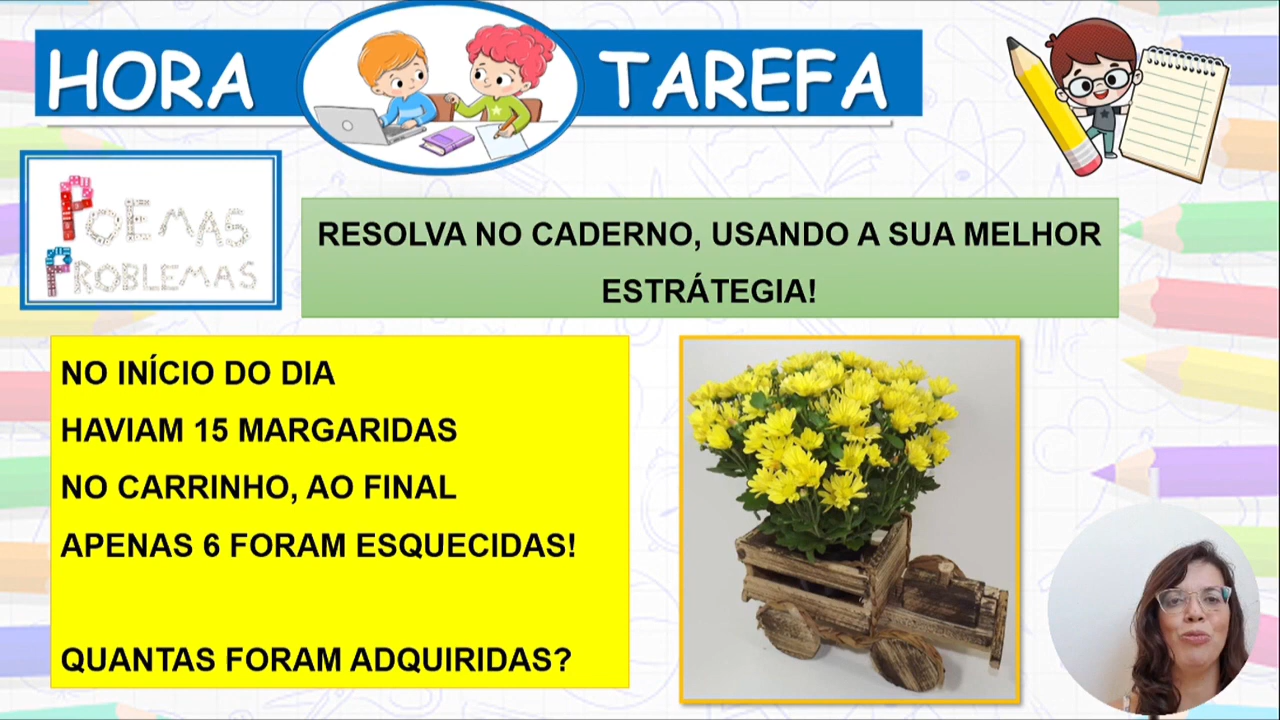 HORA TAREFA
POEMAS
PROBLEMAS
RESOLVA NO CADERNO, USANDO A SUA MELHOR
ESTRÁTEGIA!
NO INÍCIO DO DIA
HAVIAM 15 MARGARIDAS
NO CARRINHO, AO FINAL
APENAS 6 FORAM ESQUECIDAS!
QUANTAS FORAM ADQUIRIDAS?